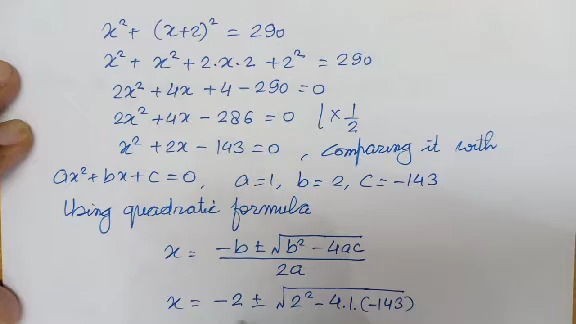 x² + (x+2)² = 290
x² + x² + 2·x·2 + 2² = 290
2x² + 4x + 4 - 290 = 0
2x² + 4x - 286 = 0 | × 1/2
x² + 2x - 143 = 0 , comparing it with
ax² + bx + c = 0, a = 1, b = 2, c = -143
Using quadratic formula
x = (-b ± √(b² - 4ac)) / 2a
x = -2 ± √(2² - 4.1.(-143))